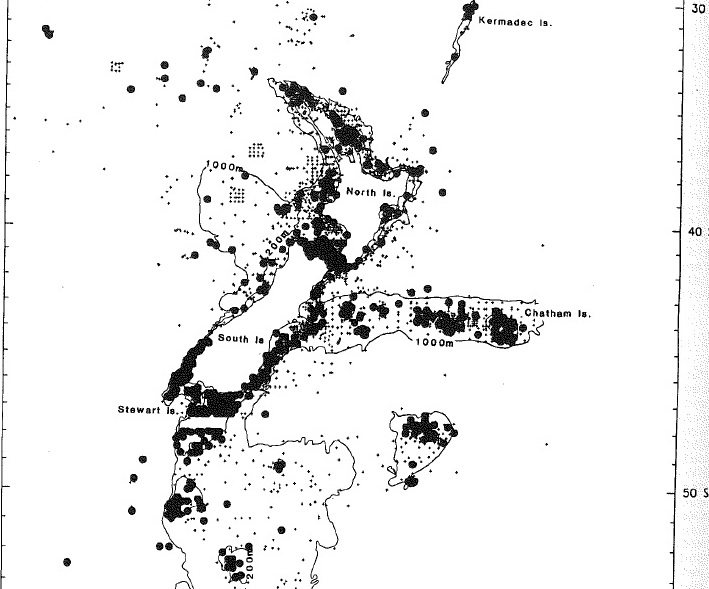 30
Kermadec Is.
1000m
North Is.
40
200m
Chatham Is.
South Is
1000m
Stewart Is.
50 S
200m